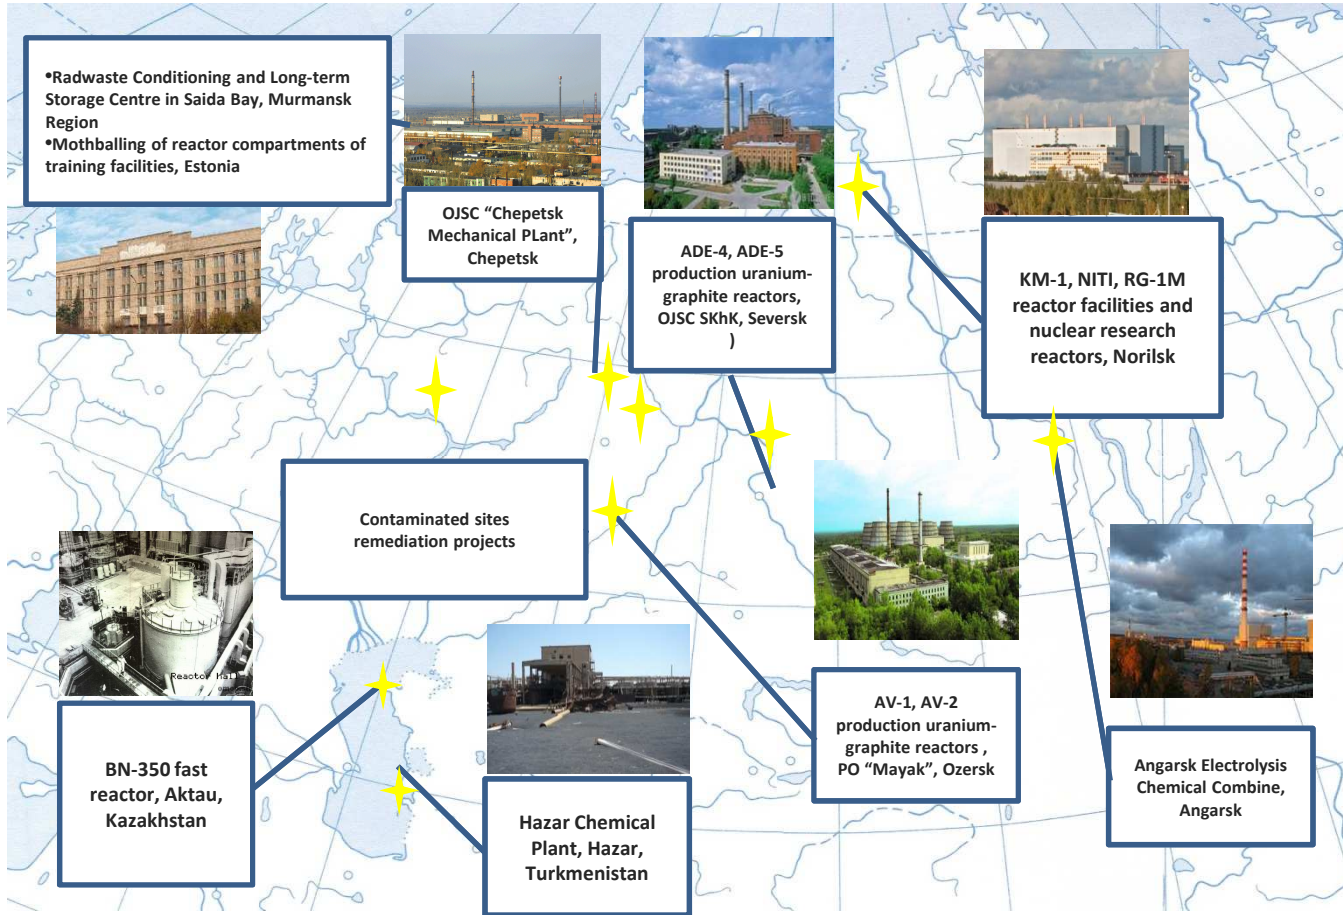 •Radwaste Conditioning and Long-term
Storage Centre in Saida Bay, Murmansk
Region
•Mothballing of reactor compartments of
training facilities, Estonia
OJSC “Chepetsk
Mechanical PLant”,
Chepetsk
ADE-4, ADE-5
production uranium-
graphite reactors,
OJSC SKhK, Seversk
)
KM-1, NITI, RG-1M
reactor facilities and
nuclear research
reactors, Norilsk
Contaminated sites
remediation projects
Reactor Hall
BN-350 fast
reactor, Aktau,
Kazakhstan
Hazar Chemical
Plant, Hazar,
Turkmenistan
AV-1, AV-2
production uranium-
graphite reactors ,
PO “Mayak”, Ozersk
Angarsk Electrolysis
Chemical Combine,
Angarsk